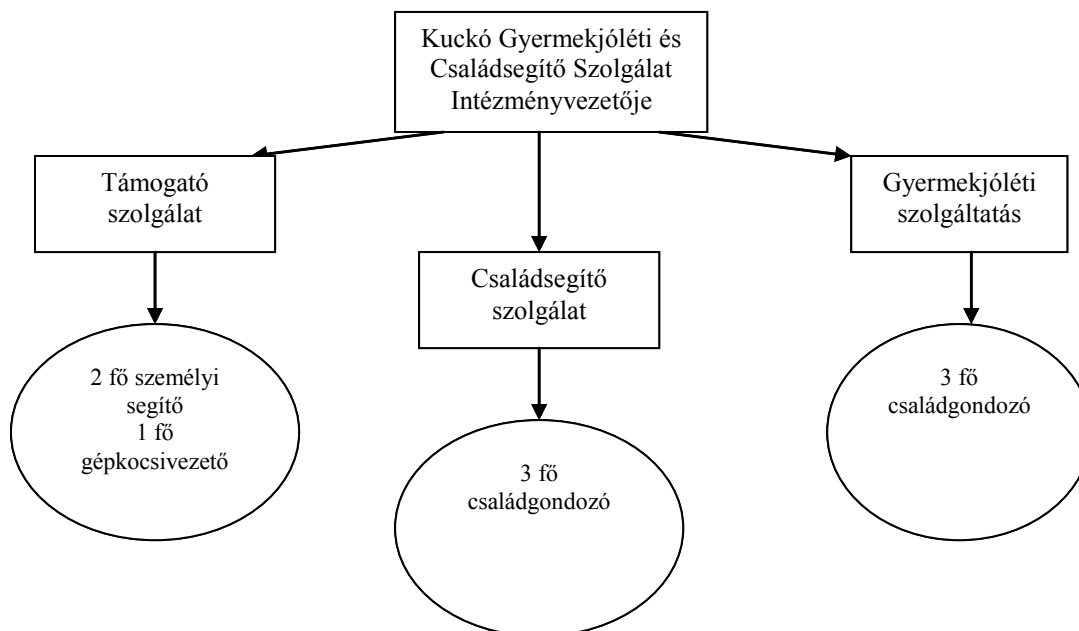 Kuckó Gyermekjóléti és
Családsegítő Szolgálat
Intézményvezetője
Támogató
szolgálat
Gyermekjóléti
szolgáltatás
Családsegítő
szolgálat
2 fő személyi
segítő
1 fő
gépkocsivezető
3 fő
családgondozó
3 fő
családgondozó